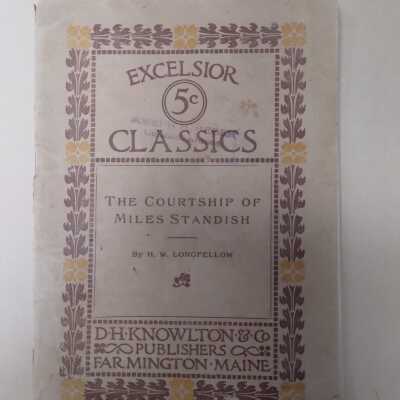 EXCELSIOR
5c
CLASSICS
THE COURTSHIP OF
MILES STANDISH
By H. W. LONGFELLOW
D·H·KNOWLTON & Co
PUBLISHERS
FARMINGTON · MAINE